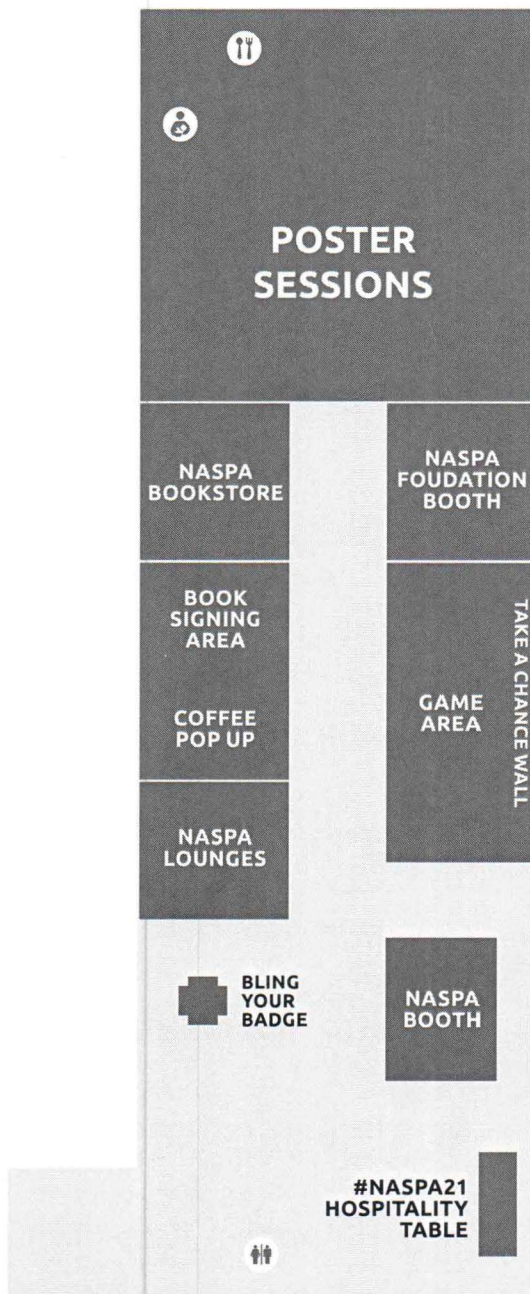 POSTER
SESSIONS
NASPA
BOOKSTORE
NASPA
FOUDATION
BOOTH
BOOK
SIGNING
AREA
COFFEE
POP UP
GAME
AREA
TAKE A CHANCE WALL
NASPA
LOUNGES
BLING
YOUR
BADGE
NASPA
BOOTH
#NASPA21
HOSPITALITY
TABLE